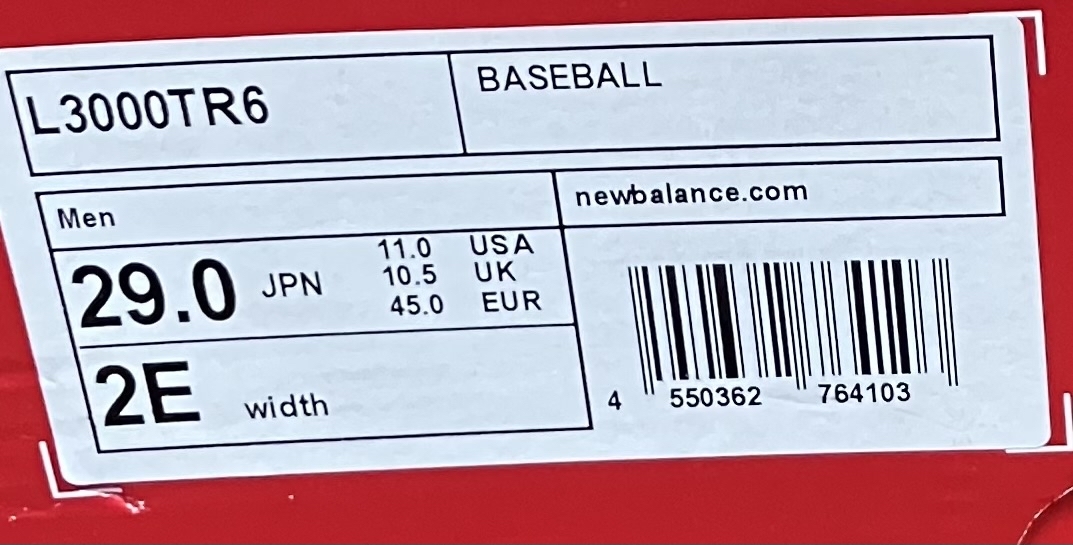 L3000TR6
BASEBALL
Men
newbalance.com
29.0 JPN
11.0 USA
10.5 UK
45.0 EUR
2E width
4 550362 764103